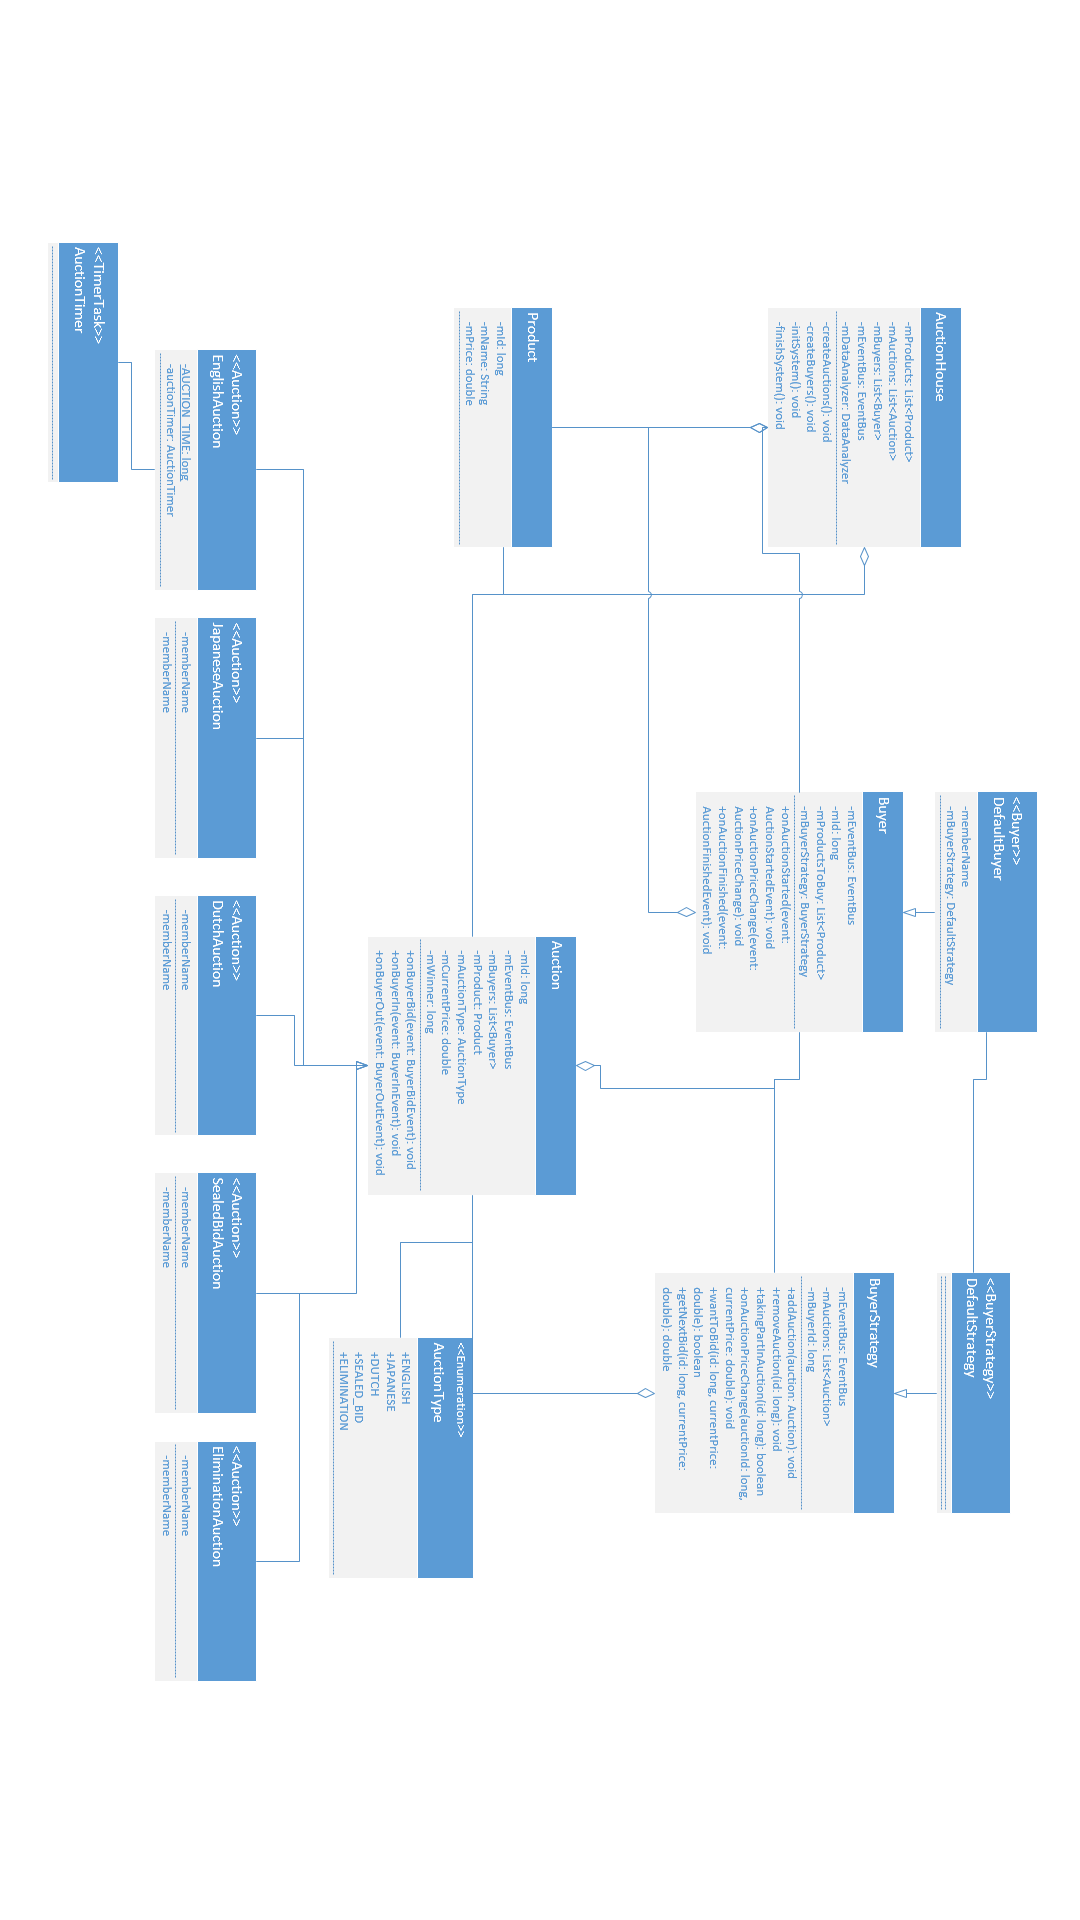 <<Buyer>>
DefaultBuyer
-memberName
-mBuyerStrategy: DefaultStrategy
<<BuyerStrategy>>
DefaultStrategy
AuctionHouse
-mProducts: List<Product>
-mAuctions: List<Auction>
-mBuyers: List<Buyer>
-mEventBus: EventBus
-mDataAnalyzer: DataAnalyzer
-createAuctions(): void
-createBuyers(): void
-initSystem(): void
-finishSystem(): void
Buyer
-mEventBus: EventBus
-mId: long
-mProductsToBuy: List<Product>
-mBuyerStrategy: BuyerStrategy
+onAuctionStarted(event:
AuctionStartedEvent): void
+onAuctionPriceChange(event:
AuctionPriceChange): void
+onAuctionFinished(event:
AuctionFinishedEvent): void
BuyerStrategy
-mEventBus: EventBus
-mAuctions: List<Auction>
-mBuyerId: long
+addAuction(auction: Auction): void
+removeAuction(id: long): void
+takingPartInAuction(id: long): boolean
+onAuctionPriceChange(auctionId: long,
currentPrice: double): void
+wantToBid(id: long, currentPrice:
double): boolean
+getNextBid(id: long, currentPrice:
double): double
Product
-mId: long
-mName: String
-mPrice: double
Auction
-mId: long
-mEventBus: EventBus
-mBuyers: List<Buyer>
-mProduct: Product
-mAuctionType: AuctionType
-mCurrentPrice: double
-mWinner: long
+onBuyerBid(event: BuyerBidEvent): void
+onBuyerIn(event: BuyerInEvent): void
+onBuyerOut(event: BuyerOutEvent): void
<<Enumeration>>
AuctionType
+ENGLISH
+JAPANESE
+DUTCH
+SEALED_BID
+ELIMINATION
<<Auction>>
EnglishAuction
-AUCTION_TIME: long
-auctionTimer: AuctionTimer
<<Auction>>
JapaneseAuction
-memberName
-memberName
<<Auction>>
DutchAuction
-memberName
-memberName
<<Auction>>
SealedBidAuction
-memberName
-memberName
<<Auction>>
EliminationAuction
-memberName
-memberName
<<TimerTask>>
AuctionTimer